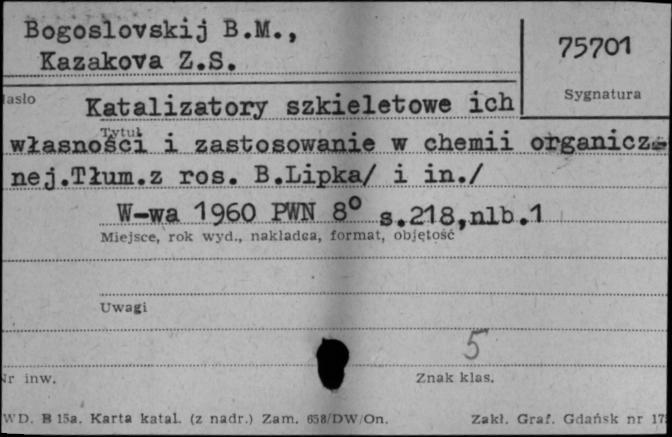 Bogoslovskij B.M.,
75701
Kazakova Z.S.
Sygnatura
Katalizatory szkieletowe ich
Tytuł
własności i zastosowanie w chemii organicz=
nej.Tłum.z ros. B.Lipka/ i in./
W-wa 1960 PWN 8° s.218,nlb.1
Miejsce, rok wyd., nakładca, format, objętość
Uwagi
5
inw.
Znak klas.
WD. B 15a. Karta katal. (z nadr.) Zam. 658/DW/On.
Zakł. Graf. Gdańsk nr 17